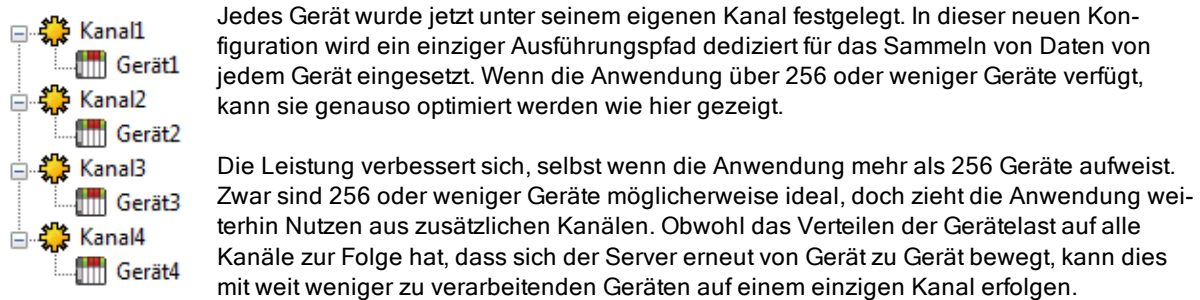 Kanal1
Gerät1
Kanal2
Gerät2
Kanal3
Gerät3
Kanal4
Gerät4
Jedes Gerät wurde jetzt unter seinem eigenen Kanal festgelegt. In dieser neuen Kon-
figuration wird ein einziger Ausführungspfad dediziert für das Sammeln von Daten von
jedem Gerät eingesetzt. Wenn die Anwendung über 256 oder weniger Geräte verfügt,
kann sie genauso optimiert werden wie hier gezeigt.
Die Leistung verbessert sich, selbst wenn die Anwendung mehr als 256 Geräte aufweist.
Zwar sind 256 oder weniger Geräte möglicherweise ideal, doch zieht die Anwendung wei-
terhin Nutzen aus zusätzlichen Kanälen. Obwohl das Verteilen der Gerätelast auf alle
Kanäle zur Folge hat, dass sich der Server erneut von Gerät zu Gerät bewegt, kann dies
mit weit weniger zu verarbeitenden Geräten auf einem einzigen Kanal erfolgen.